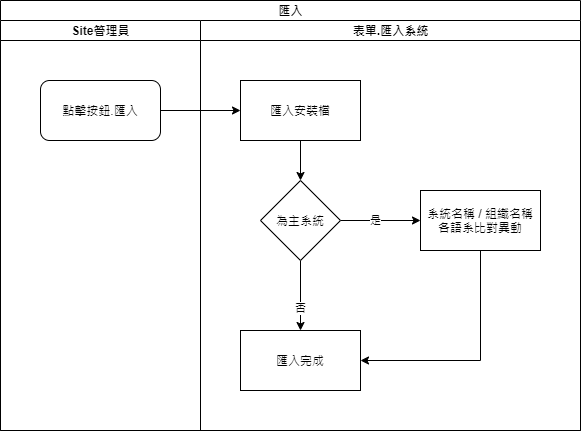 匯入
Site管理員
表單.匯入系統
點擊按鈕.匯入
匯入安裝檔
為主系統
是
系統名稱 / 組織名稱
各語系比對異動
否
匯入完成